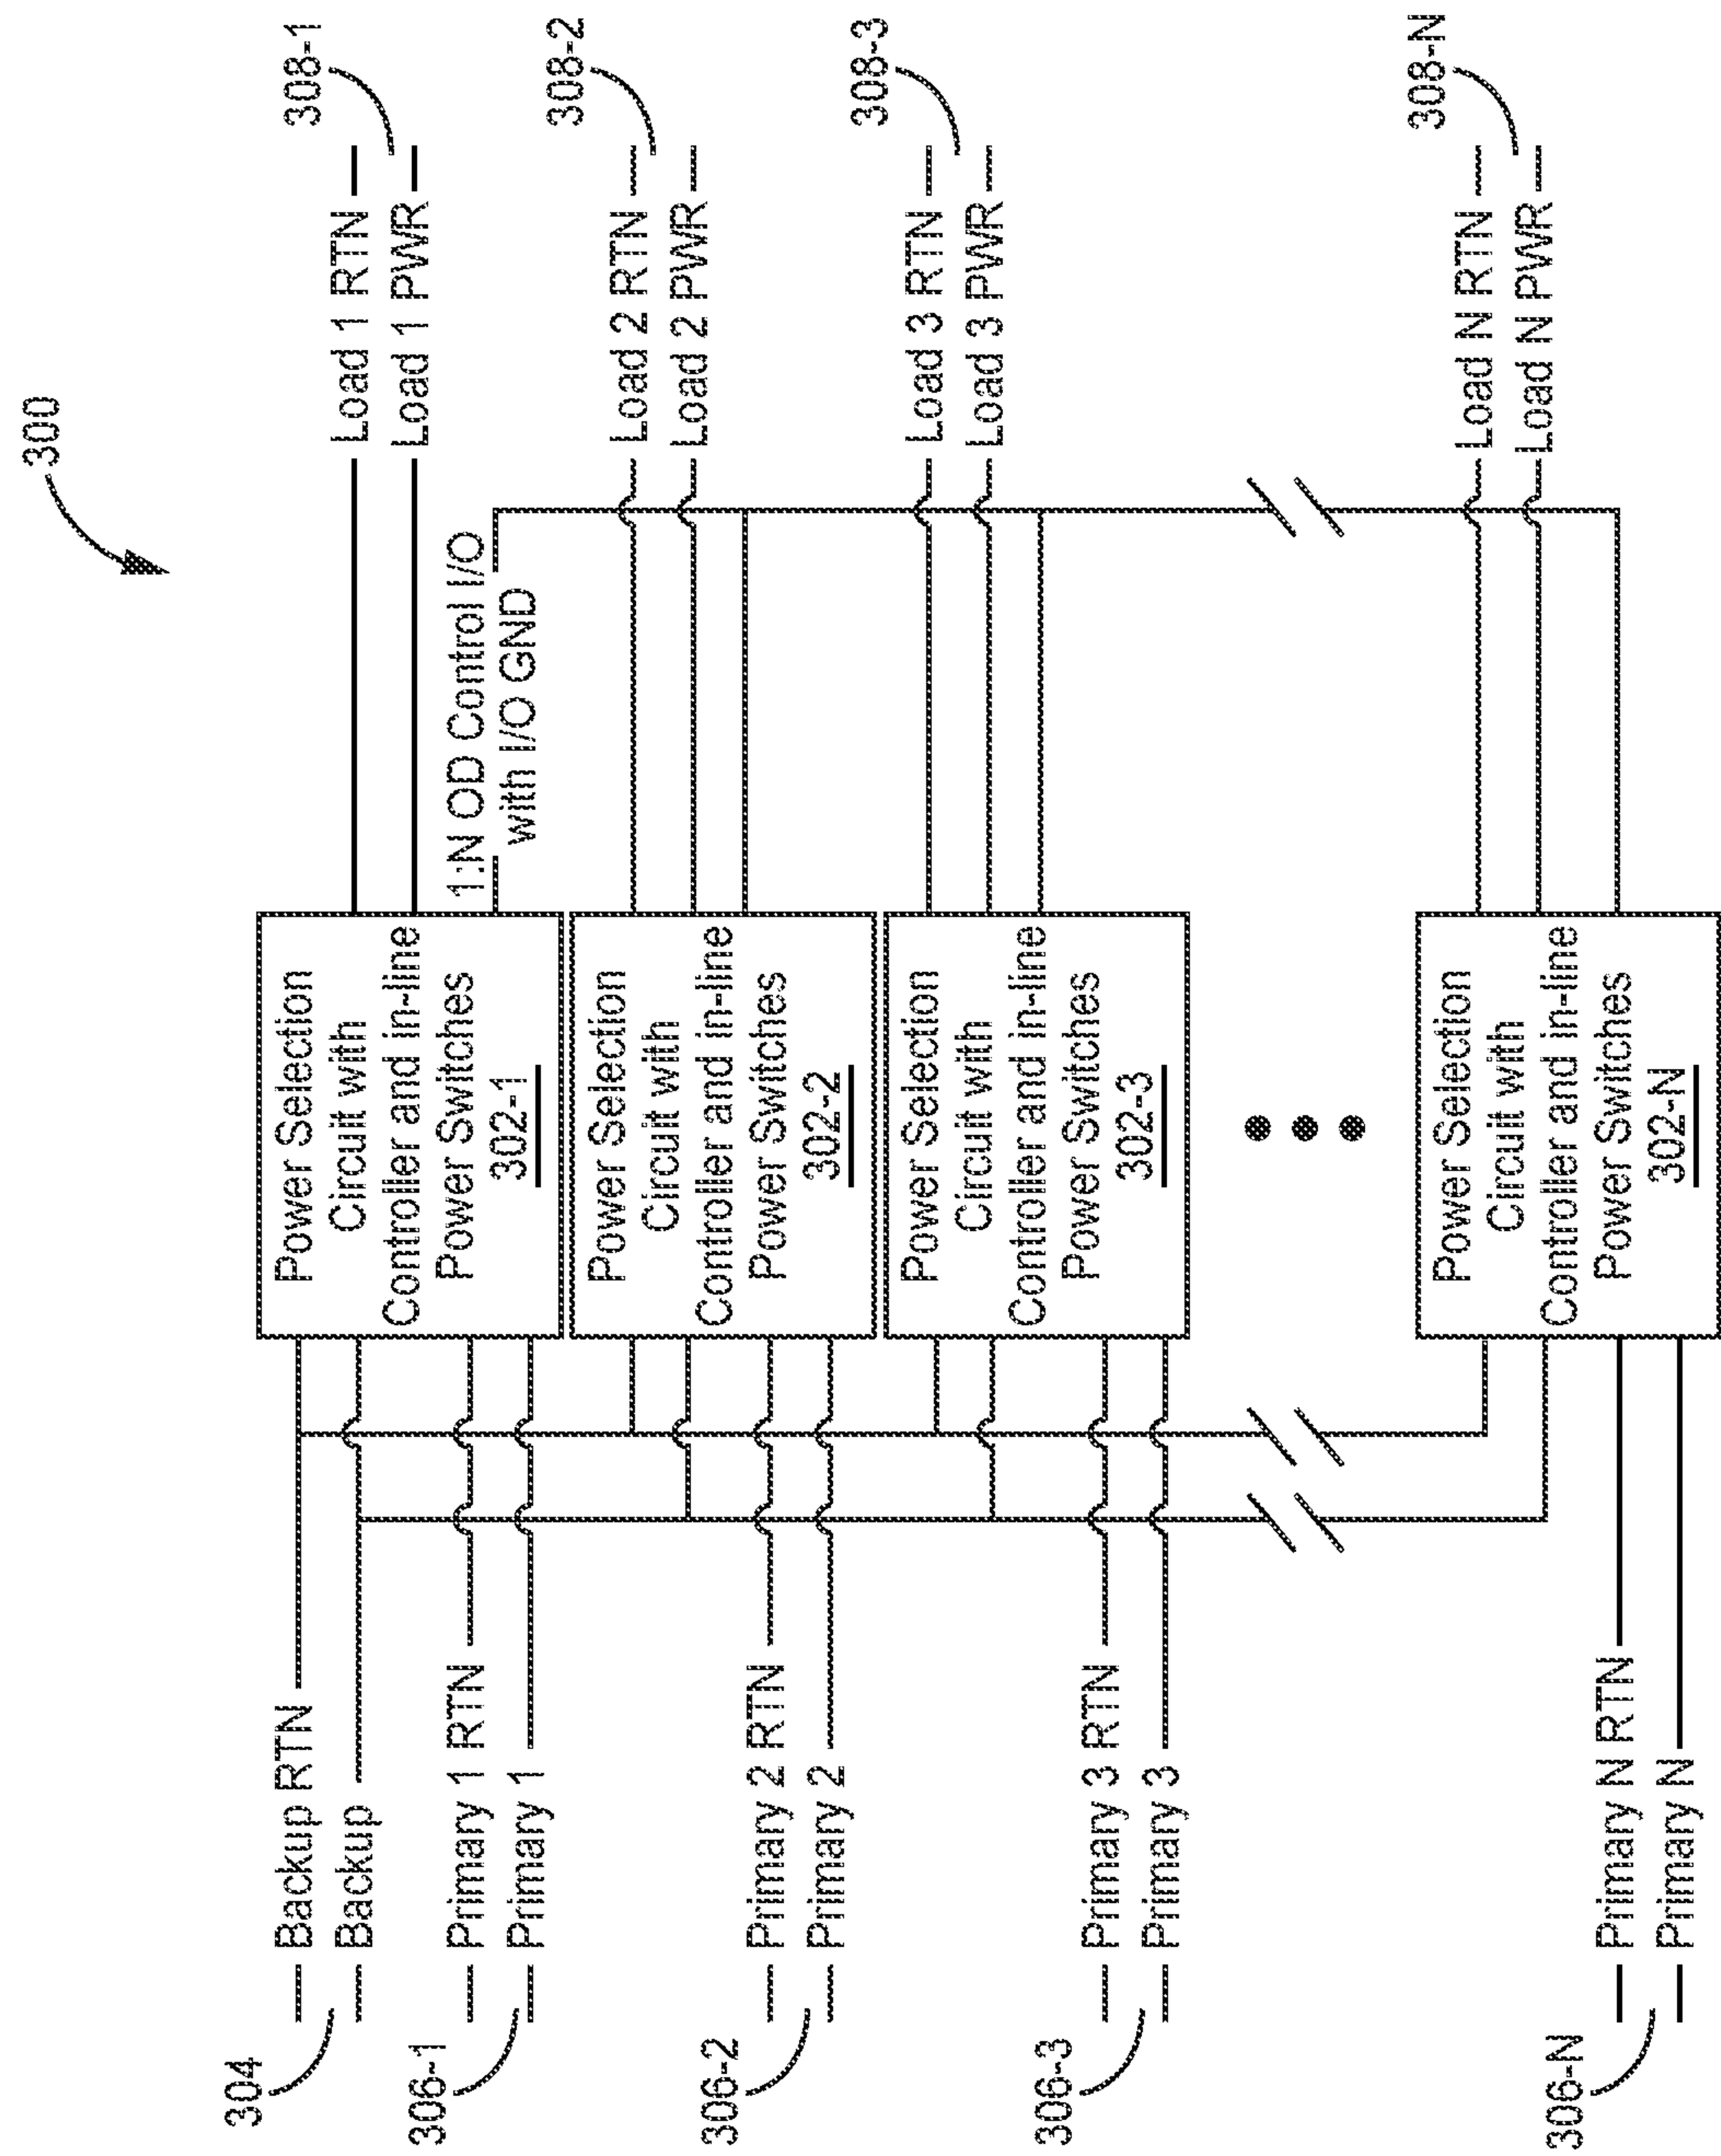 300
304
Backup RTN
Backup
306-1
Primary 1 RTN
Primary 1
306-2
Primary 2 RTN
Primary 2
306-3
Primary 3 RTN
Primary 3
306-N
Primary N RTN
Primary N
Power Selection
Circuit with
Controller and in-line
Power Switches
302-1
Power Selection
Circuit with
Controller and in-line
Power Switches
302-2
Power Selection
Circuit with
Controller and in-line
Power Switches
302-3
Power Selection
Circuit with
Controller and in-line
Power Switches
302-N
308-1
Load 1 RTN
Load 1 PWR
1:N OD Control I/O
with I/O GND
308-2
Load 2 RTN
Load 2 PWR
308-3
Load 3 RTN
Load 3 PWR
308-N
Load N RTN
Load N PWR